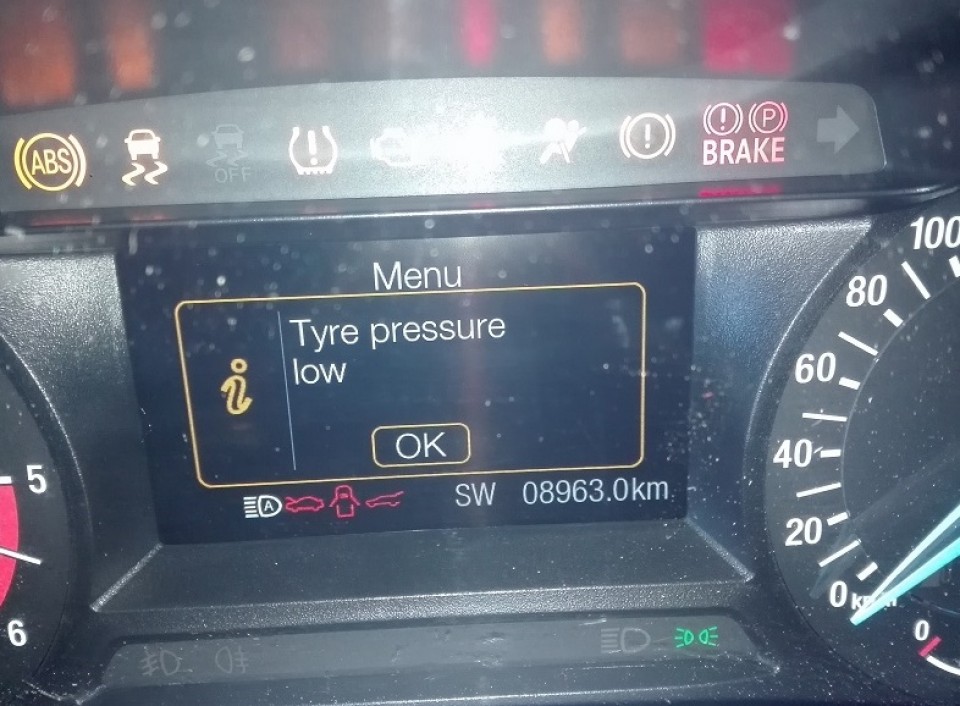 ABS
OFF
P
BRAKE
Menu
Tyre pressure
low
OK
A
SW 08963.0km
5
6
100
80
60
40
20
0
0